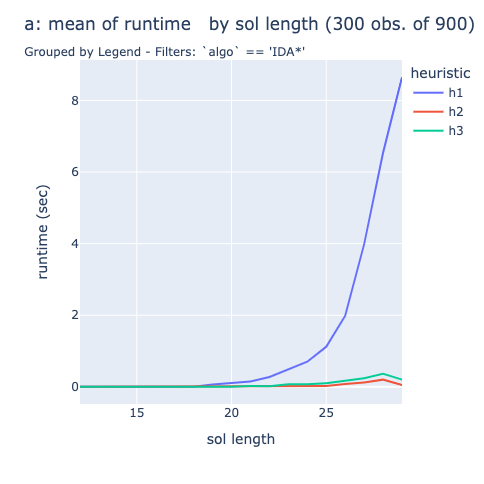 a: mean of runtime   by sol length (300 obs. of 900)
Grouped by Legend - Filters: `algo` == 'IDA*'
heuristic
h1
h2
h3
runtime (sec)
8
6
4
2
0
15 20 25
sol length